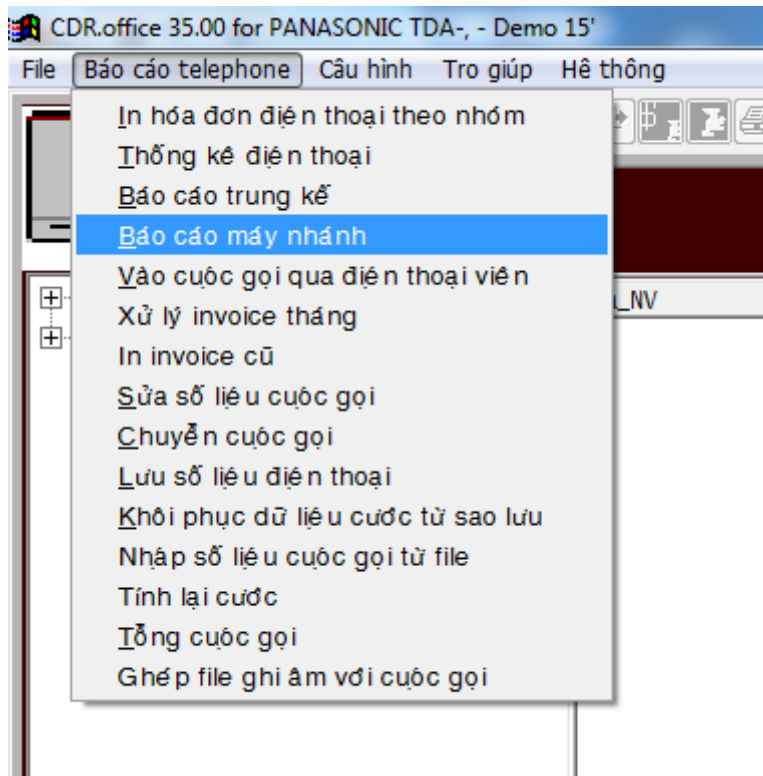 CDR.office 35.00 for PANASONIC TDA-, - Demo 15'
File Báo cáo telephone Câu hình Tro giúp Hê thông
In hóa đơn điện thoại theo nhóm
Thống kê điện thoại
Báo cáo trung kế
Báo cáo máy nhánh
Vào cuộc gọi qua điện thoại viên
_NV
Xử lý invoice tháng
In invoice cũ
Sửa số liệu cuộc gọi
Chuyễn cuộc gọi
Lưu số liệu điện thoại
Khôi phục dữ liệu cước từ sao lưu
Nhập số liệu cuộc gọi từ file
Tính lại cước
Tỗng cuộc gọi
Ghép file ghi âm với cuộc gọi